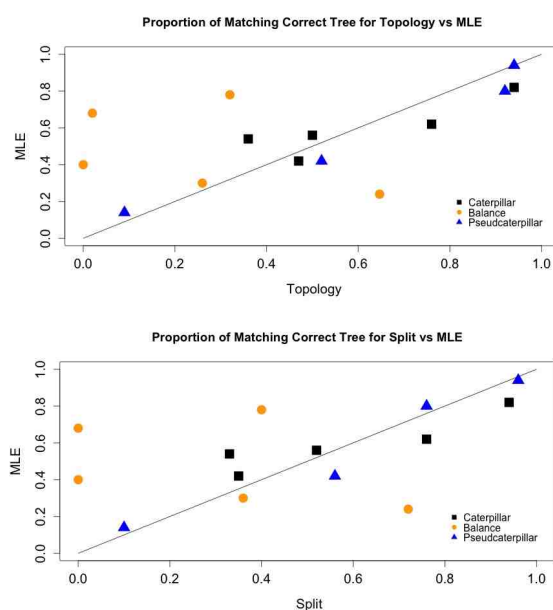 Proportion of Matching Correct Tree for Topology vs MLE
1.0
0.8
0.6
0.4
0.2
0.0
MLE
Caterpillar
Balance
Pseudcaterpillar
0.0 0.2 0.4 0.6 0.8 1.0
Topology
Proportion of Matching Correct Tree for Split vs MLE
1.0
0.8
0.6
0.4
0.2
0.0
MLE
Caterpillar
Balance
Pseudcaterpillar
0.0 0.2 0.4 0.6 0.8 1.0
Split